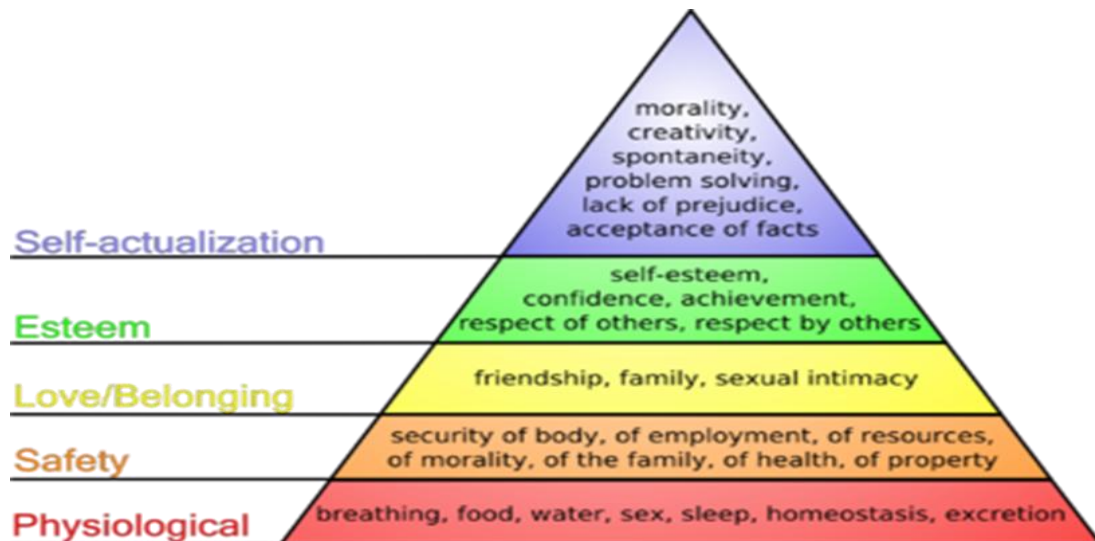 morality,
creativity,
spontaneity,
problem solving,
lack of prejudice,
acceptance of facts
Self-actualization
self-esteem,
confidence, achievement,
respect of others, respect by others
Esteem
friendship, family, sexual intimacy
Love/Belonging
security of body, of employment, of resources,
of morality, of the family, of health, of property
Safety
breathing, food, water, sex, sleep, homeostasis, excretion
Physiological